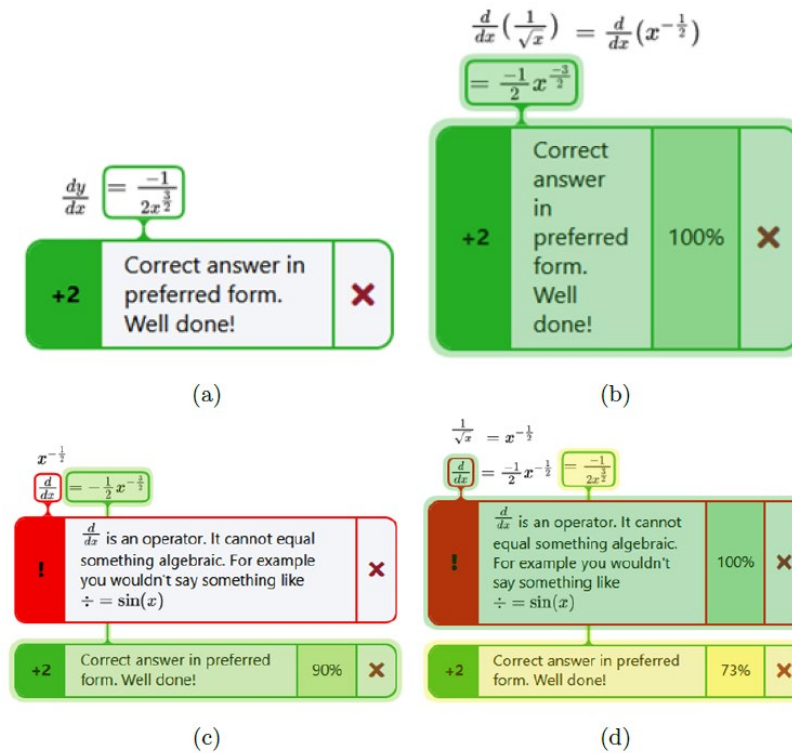 dy/dx = -1/2x^{3/2}
+2 Correct answer in preferred form. Well done! ✕
(a)
d/dx(1/√x) = d/dx(x^{-1/2})
= -1/2 x^{-3/2}
+2 Correct answer in preferred form. Well done! 100% ✕
(b)
x^{-1/2}
d/dx = -1/2 x^{-3/2}
! d/dx is an operator. It cannot equal
something algebraic. For example
you wouldn't say something like
÷ = sin(x) ✕
+2 Correct answer in preferred
form. Well done! 90% ✕
(c)
1/√x = x^{-1/2}
d/dx = -1/2 x^{-1/2} = -1/2x^{3/2}
! d/dx is an operator. It cannot
equal something algebraic.
For example you wouldn't
say something like
÷ = sin(x) 100% ✕
+2 Correct answer in preferred
form. Well done! 73% ✕
(d)